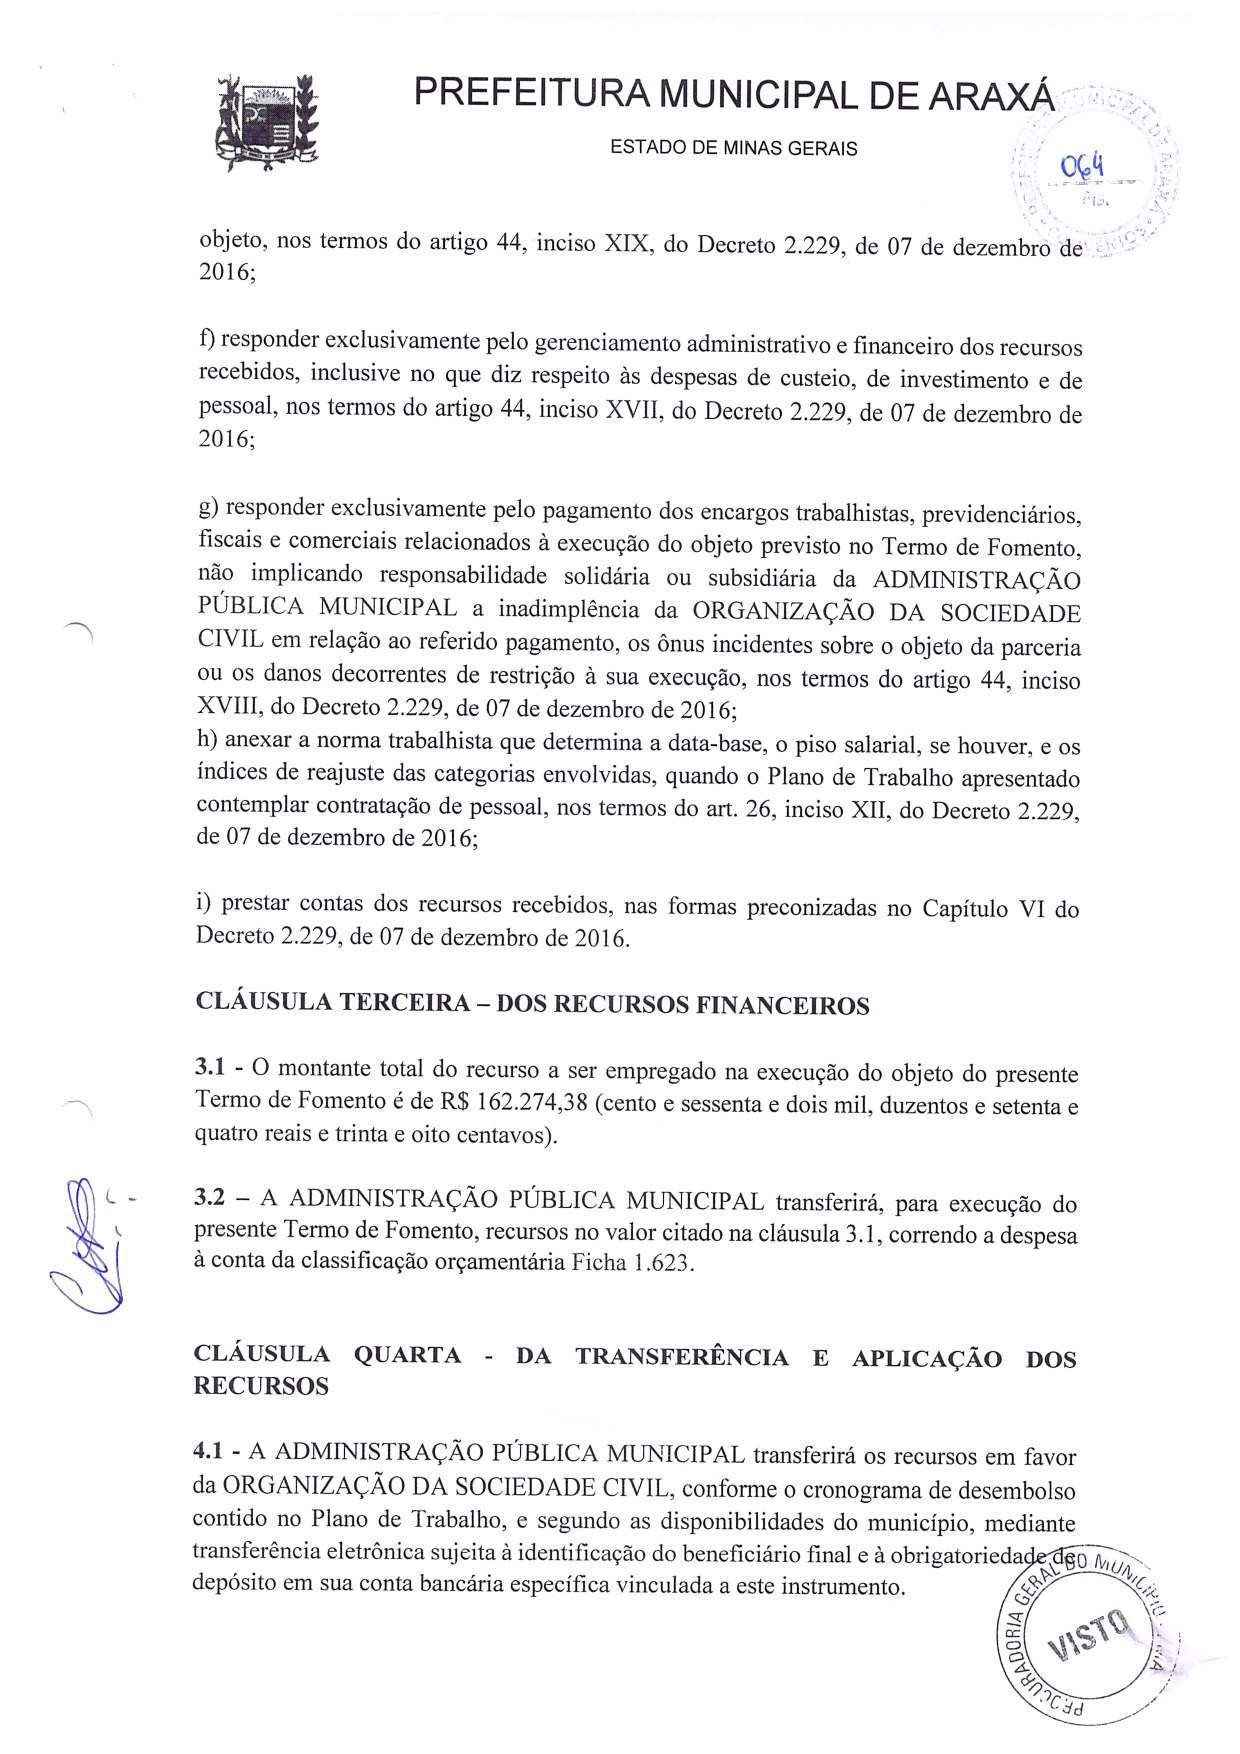 PREFEITURA MUNICIPAL DE ARAXÁ
ESTADO DE MINAS GERAIS
064
Fls.
objeto, nos termos do artigo 44, inciso XIX, do Decreto 2.229, de 07 de dezembro de
2016;
f) responder exclusivamente pelo gerenciamento administrativo e financeiro dos recursos
recebidos, inclusive no que diz respeito às despesas de custeio, de investimento e de
pessoal, nos termos do artigo 44, inciso XVII, do Decreto 2.229, de 07 de dezembro de
2016;
g) responder exclusivamente pelo pagamento dos encargos trabalhistas, previdenciários,
fiscais e comerciais relacionados à execução do objeto previsto no Termo de Fomento,
não implicando responsabilidade solidária ou subsidiária da ADMINISTRAÇÃO
PÚBLICA MUNICIPAL a inadimplência da ORGANIZAÇÃO DA SOCIEDADE
CIVIL em relação ao referido pagamento, os ônus incidentes sobre o objeto da parceria
ou os danos decorrentes de restrição à sua execução, nos termos do artigo 44, inciso
XVIII, do Decreto 2.229, de 07 de dezembro de 2016;
h) anexar a norma trabalhista que determina a data-base, o piso salarial, se houver, e os
índices de reajuste das categorias envolvidas, quando o Plano de Trabalho apresentado
contemplar contratação de pessoal, nos termos do art. 26, inciso XII, do Decreto 2.229,
de 07 de dezembro de 2016;
i) prestar contas dos recursos recebidos, nas formas preconizadas no Capítulo VI do
Decreto 2.229, de 07 de dezembro de 2016.
CLÁUSULA TERCEIRA – DOS RECURSOS FINANCEIROS
3.1 - O montante total do recurso a ser empregado na execução do objeto do presente
Termo de Fomento é de R$ 162.274,38 (cento e sessenta e dois mil, duzentos e setenta e
quatro reais e trinta e oito centavos).
3.2 – A ADMINISTRAÇÃO PÚBLICA MUNICIPAL transferirá, para execução do
presente Termo de Fomento, recursos no valor citado na cláusula 3.1, correndo a despesa
à conta da classificação orçamentária Ficha 1.623.
CLÁUSULA QUARTA - DA TRANSFERÊNCIA E APLICAÇÃO DOS
RECURSOS
4.1 - A ADMINISTRAÇÃO PÚBLICA MUNICIPAL transferirá os recursos em favor
da ORGANIZAÇÃO DA SOCIEDADE CIVIL, conforme o cronograma de desembolso
contido no Plano de Trabalho, e segundo as disponibilidades do município, mediante
transferência eletrônica sujeita à identificação do beneficiário final e à obrigatoriedade de
depósito em sua conta bancária específica vinculada a este instrumento.
PROCURADORIA GERAL DO MUNICÍPIO
VISTO